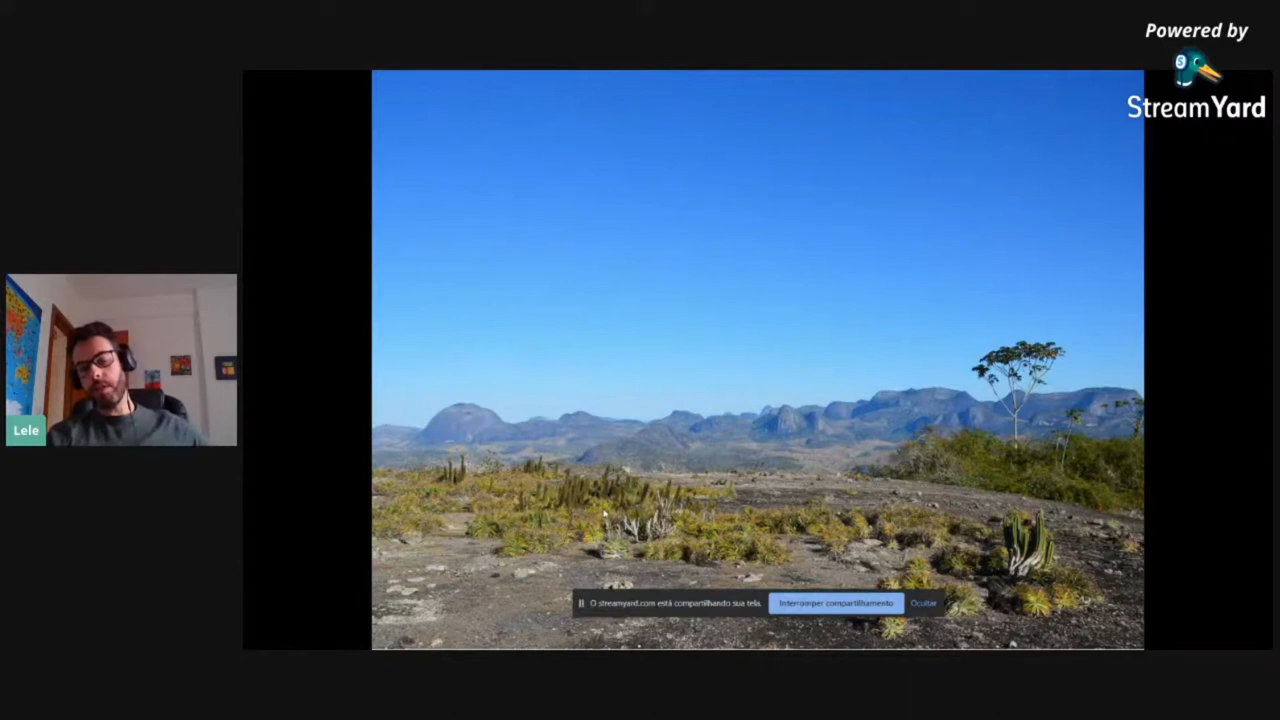 Powered by
StreamYard
Lele
O streamyard.com está compartilhando sua tela.
Interromper compartilhamento
Ocultar